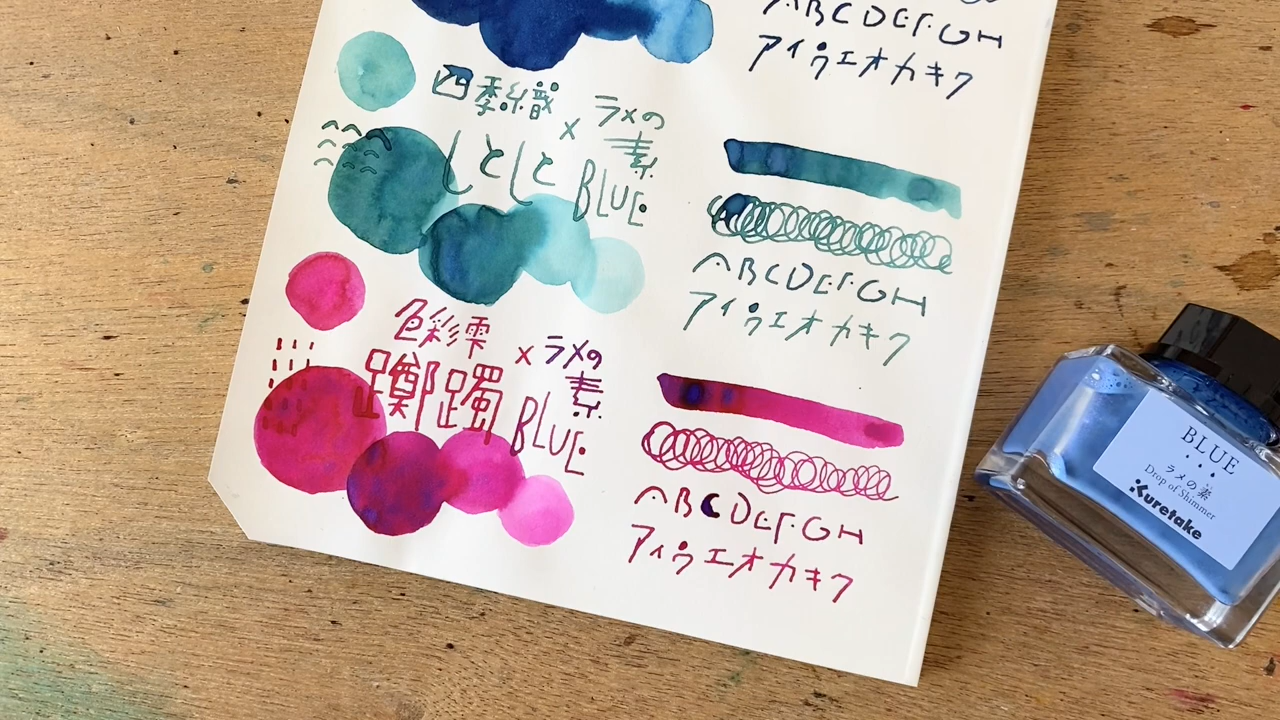 ABCDEFGH
アイウエオカキク
四季織
×
ラメの
素
しとしと
BLUE
ABCDEFGH
アイウエオカキク
色彩雫
×
ラメの
素
躑躅
BLUE
ABCDEFGH
アイウエオカキク
BLUE
ラメの素
Drop of Shimmer
Kuretake